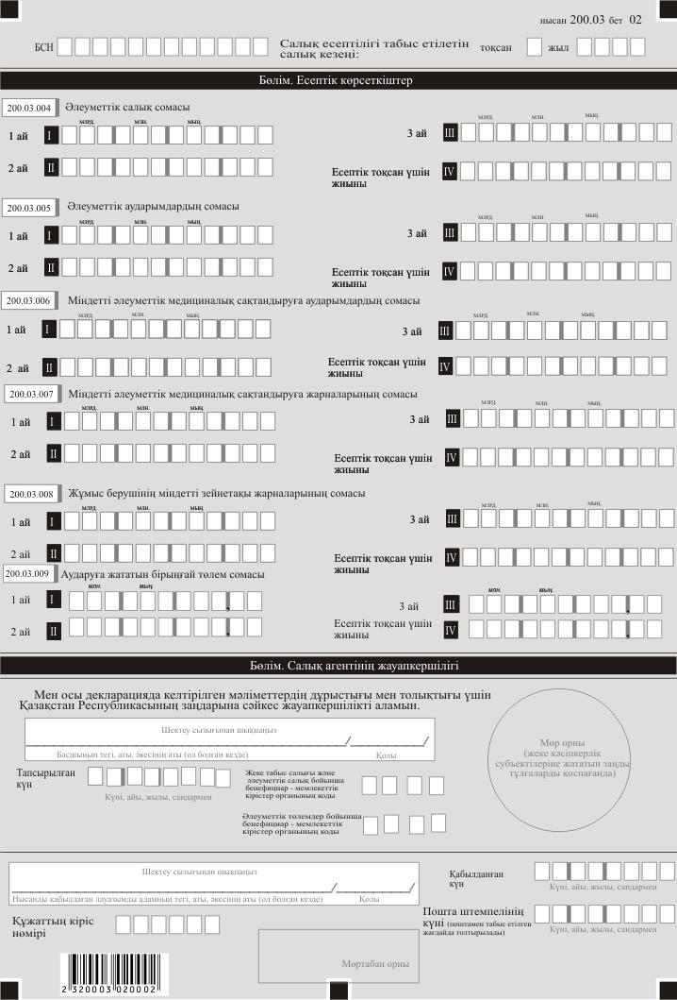 нысан 200.03 бет 02
БСН Салық есептілігі табыс етілетін салық кезеңі: тоқсан жыл
Бөлім. Есептік көрсеткіштер
200.03.004 Әлеуметтік салық сомасы
МЛРД. МЛН. МЫҢ. МЛРД. МЛН. МЫҢ.
1 ай I 3 ай III
2 ай II Есептік тоқсан үшін жиыны IV
200.03.005 Әлеуметтік аударымдардың сомасы
МЛРД. МЛН. МЫҢ. МЛРД. МЛН. МЫҢ.
1 ай I 3 ай III
2 ай II Есептік тоқсан үшін жиыны IV
200.03.006 Міндетті әлеуметтік медициналық сақтандыруға аударымдардың сомасы
МЛРД. МЛН. МЫҢ. МЛРД. МЛН. МЫҢ.
1 ай I 3 ай III
2 ай II Есептік тоқсан үшін жиыны IV
200.03.007 Міндетті әлеуметтік медициналық сақтандыруға жарналарының сомасы
МЛРД. МЛН. МЫҢ. МЛРД. МЛН. МЫҢ.
1 ай I 3 ай III
2 ай II Есептік тоқсан үшін жиыны IV
200.03.008 Жұмыс берушінің міндетті зейнетақы жарналарының сомасы
МЛРД. МЛН. МЫҢ. МЛРД. МЛН. МЫҢ.
1 ай I 3 ай III
2 ай II Есептік тоқсан үшін жиыны IV
200.03.009 Аударуға жататын бірыңғай төлем сомасы
млн. мың. млн. мың.
1 ай I , 3 ай III ,
2 ай II , Есептік тоқсан үшін жиыны IV ,
Бөлім. Салық агентінің жауапкершілігі
Мен осы декларацияда келтірілген мәліметтердің дұрыстығы мен толықтығы үшін
Қазақстан Республикасының заңдарына сәйкес жауапкершілікті аламын.
Шектеу сызығынан шықпаңыз
/ /
Басшының тегі, аты, әкесінің аты (ол болған кезде) Қолы
Мөр орны
(жеке кәсіпкерлік
субъектілеріне жататын заңды
тұлғаларды қоспағанда)
Тапсырылған
күн
Күні, айы, жылы, сандармен
Жеке табыс салығы және
әлеуметтік салық бойынша
бенефициар - мемлекеттік
кірістер органының коды
Әлеуметтік төлемдер бойынша
бенефициар - мемлекеттік
кірістер органының коды
Шектеу сызығынан шықпаңыз
/ /
Нысанды қабылдаған лауазымды адамның тегі, аты, әкесінің аты (ол болған кезде) Қолы
Қабылданған
күн
Күні, айы, жылы, сандармен
Құжаттың кіріс
нөмірі
Пошта штемпелінің
күні (поштамен табыс етілген
жағдайда толтырылады)
Күні, айы, жылы, сандармен
Мөртабан орны
2 320003 020002